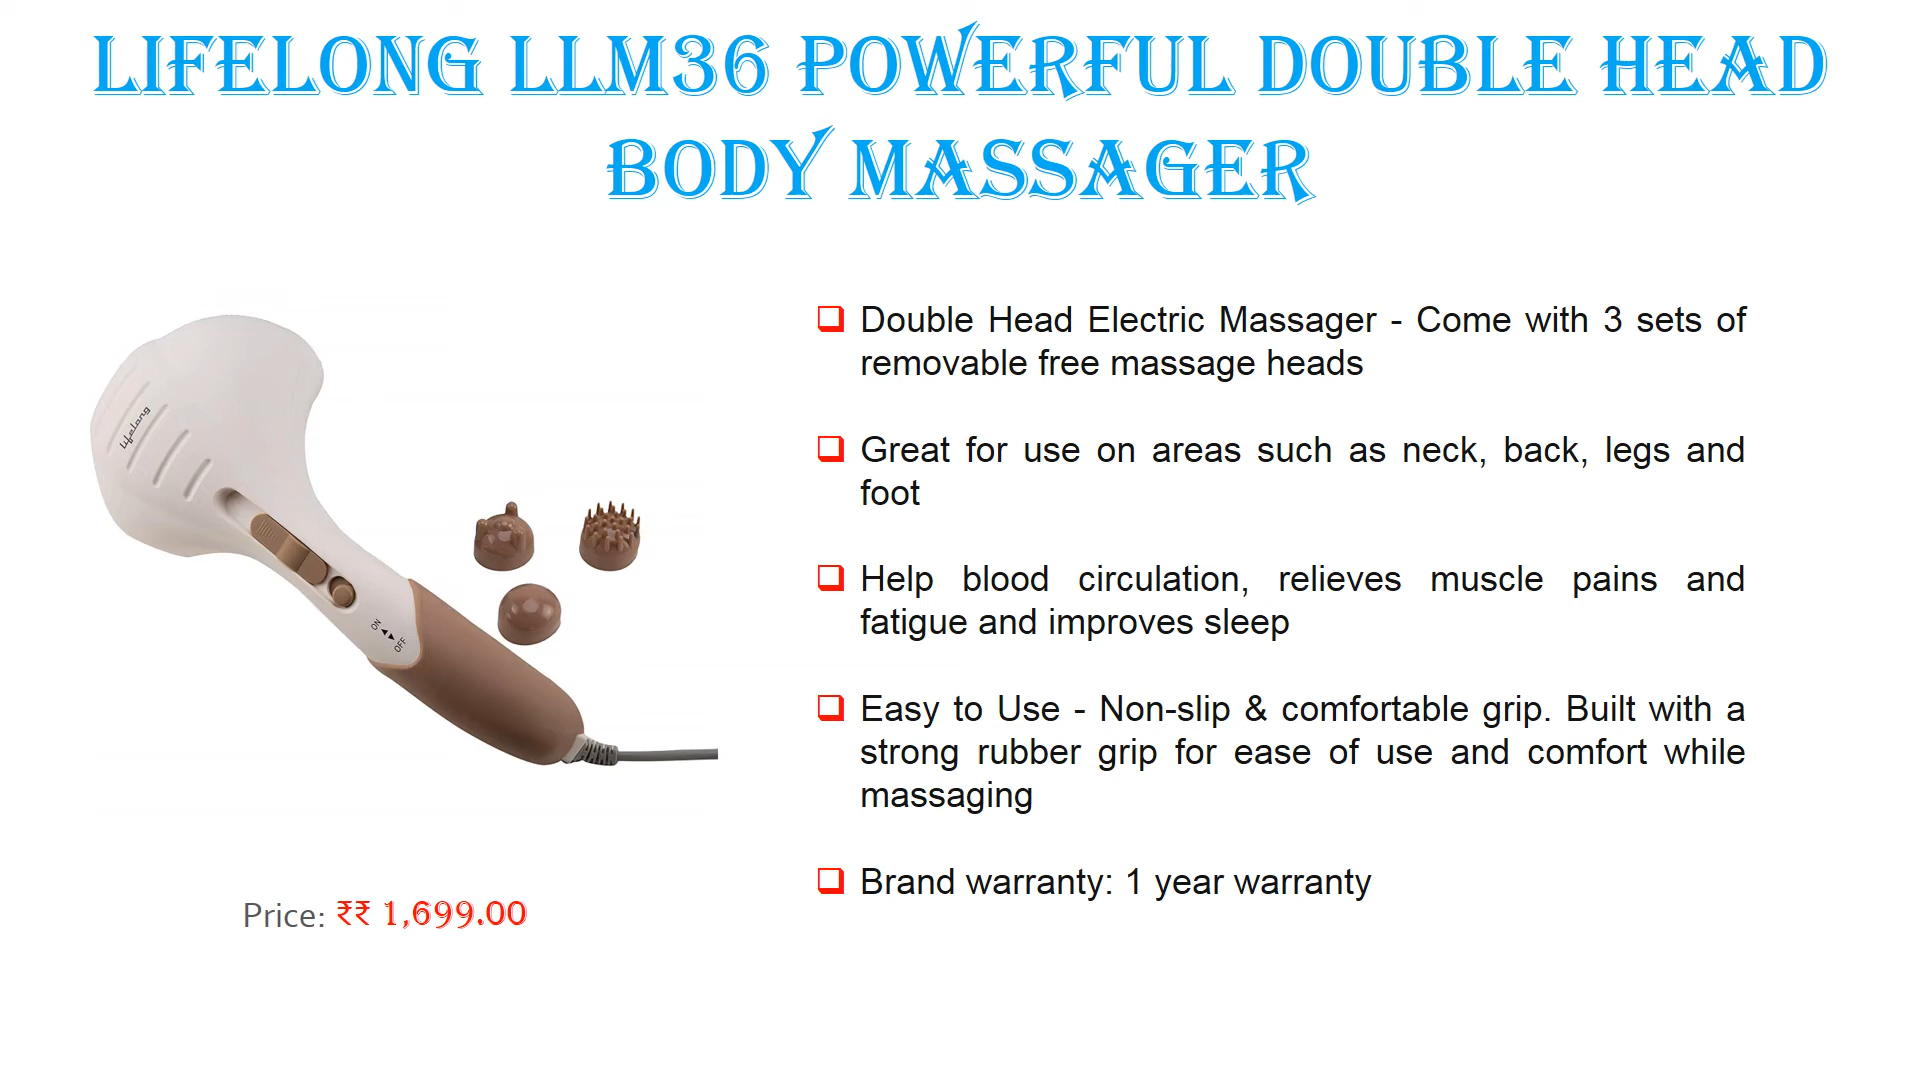 LIFELONG LLM36 POWERFUL DOUBLE HEAD
BODY MASSAGER
Lifelong
ON
OFF
Double Head Electric Massager - Come with 3 sets of
removable free massage heads
Great for use on areas such as neck, back, legs and
foot
Help blood circulation, relieves muscle pains and
fatigue and improves sleep
Easy to Use - Non-slip & comfortable grip. Built with a
strong rubber grip for ease of use and comfort while
massaging
Brand warranty: 1 year warranty
Price: ₹₹ 1,699.00